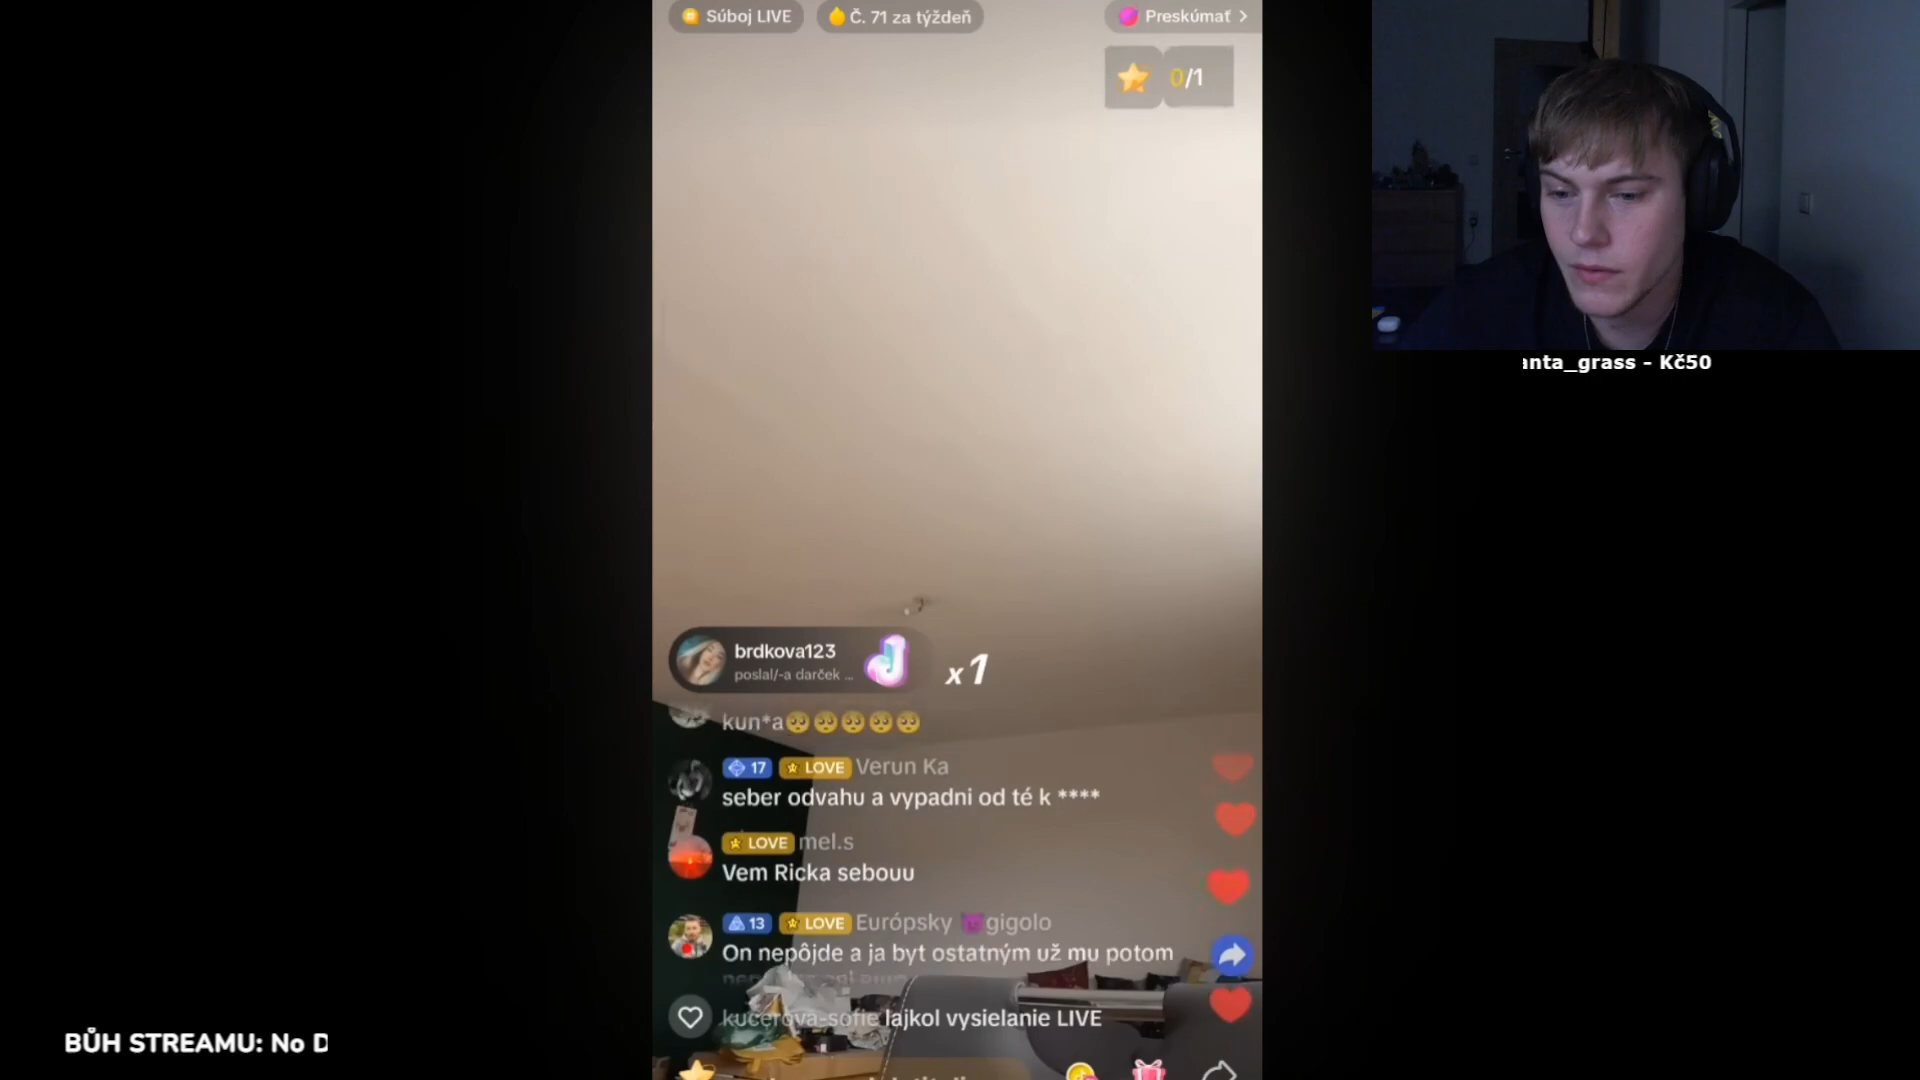 Súboj LIVE
Č. 71 za týždeň
Preskúmať
0/1
anta_grass - Kč50
brdkova123
poslal/-a darček ...
x1
kun*a🥺🥺🥺🥺🥺
17 LOVE Verun Ka
seber odvahu a vypadni od té k ****
LOVE mel.s
Vem Ricka sebouu
13 LOVE Európsky 😈gigolo
On nepôjde a ja byt ostatným už mu potom
kucerova-sofie lajkol vysielanie LIVE
BŮH STREAMU: No D